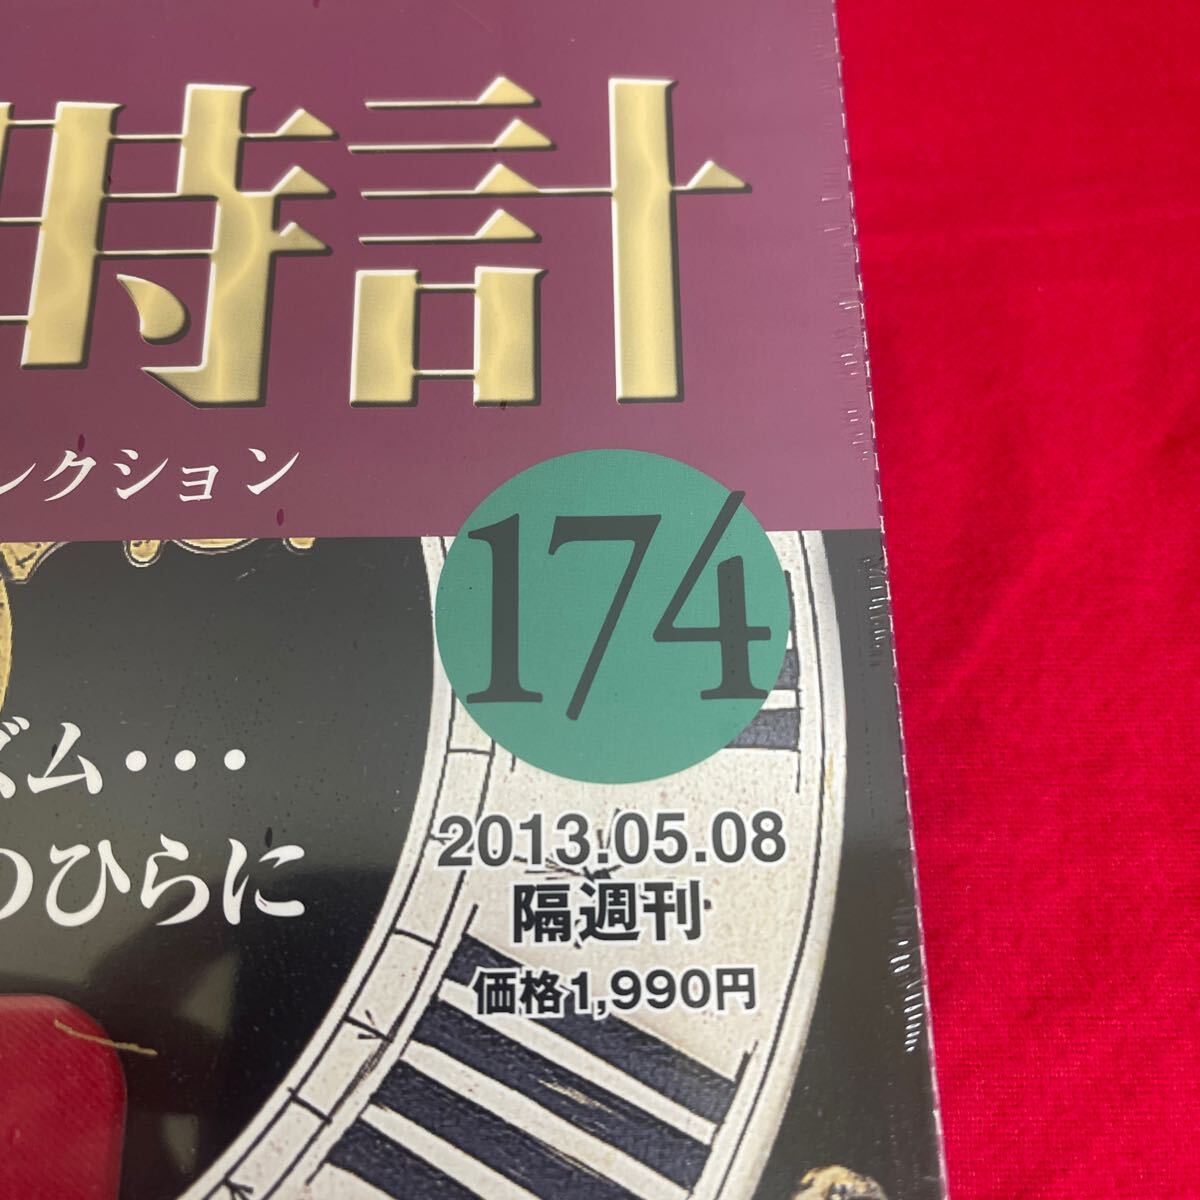 時計
レクション
174
ズム・・・
のひらに
2013.05.08
隔週刊
価格1,990円